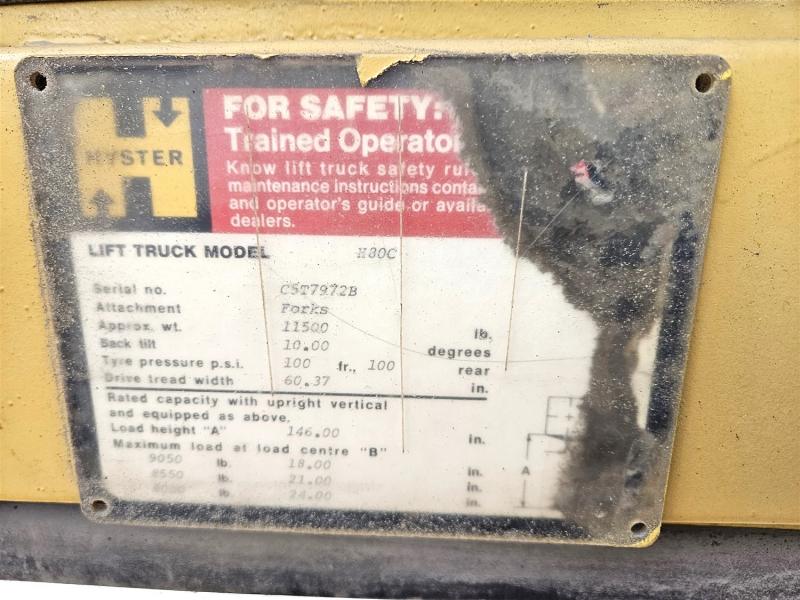 HYSTER
FOR SAFETY:
Trained Operator
Know lift truck safety
maintenance instructions
and operator's guide or
dealers.
LIFT TRUCK MODEL H80C
Serial no. C5T7972B
Attachment Forks
Approx. wt. 11500 lb.
Back tilt 10.00 degrees
Tyre pressure p.s.i. 100 fr., 100 rear
Drive tread width 60.37 in.
Rated capacity with upright vertical
and equipped as above.
Load height "A" 146.00 in.
Maximum load at load centre "B"
9050 lb. 18.00 in.
8550 lb. 21.00 in.
lb. 24.00 in.
A